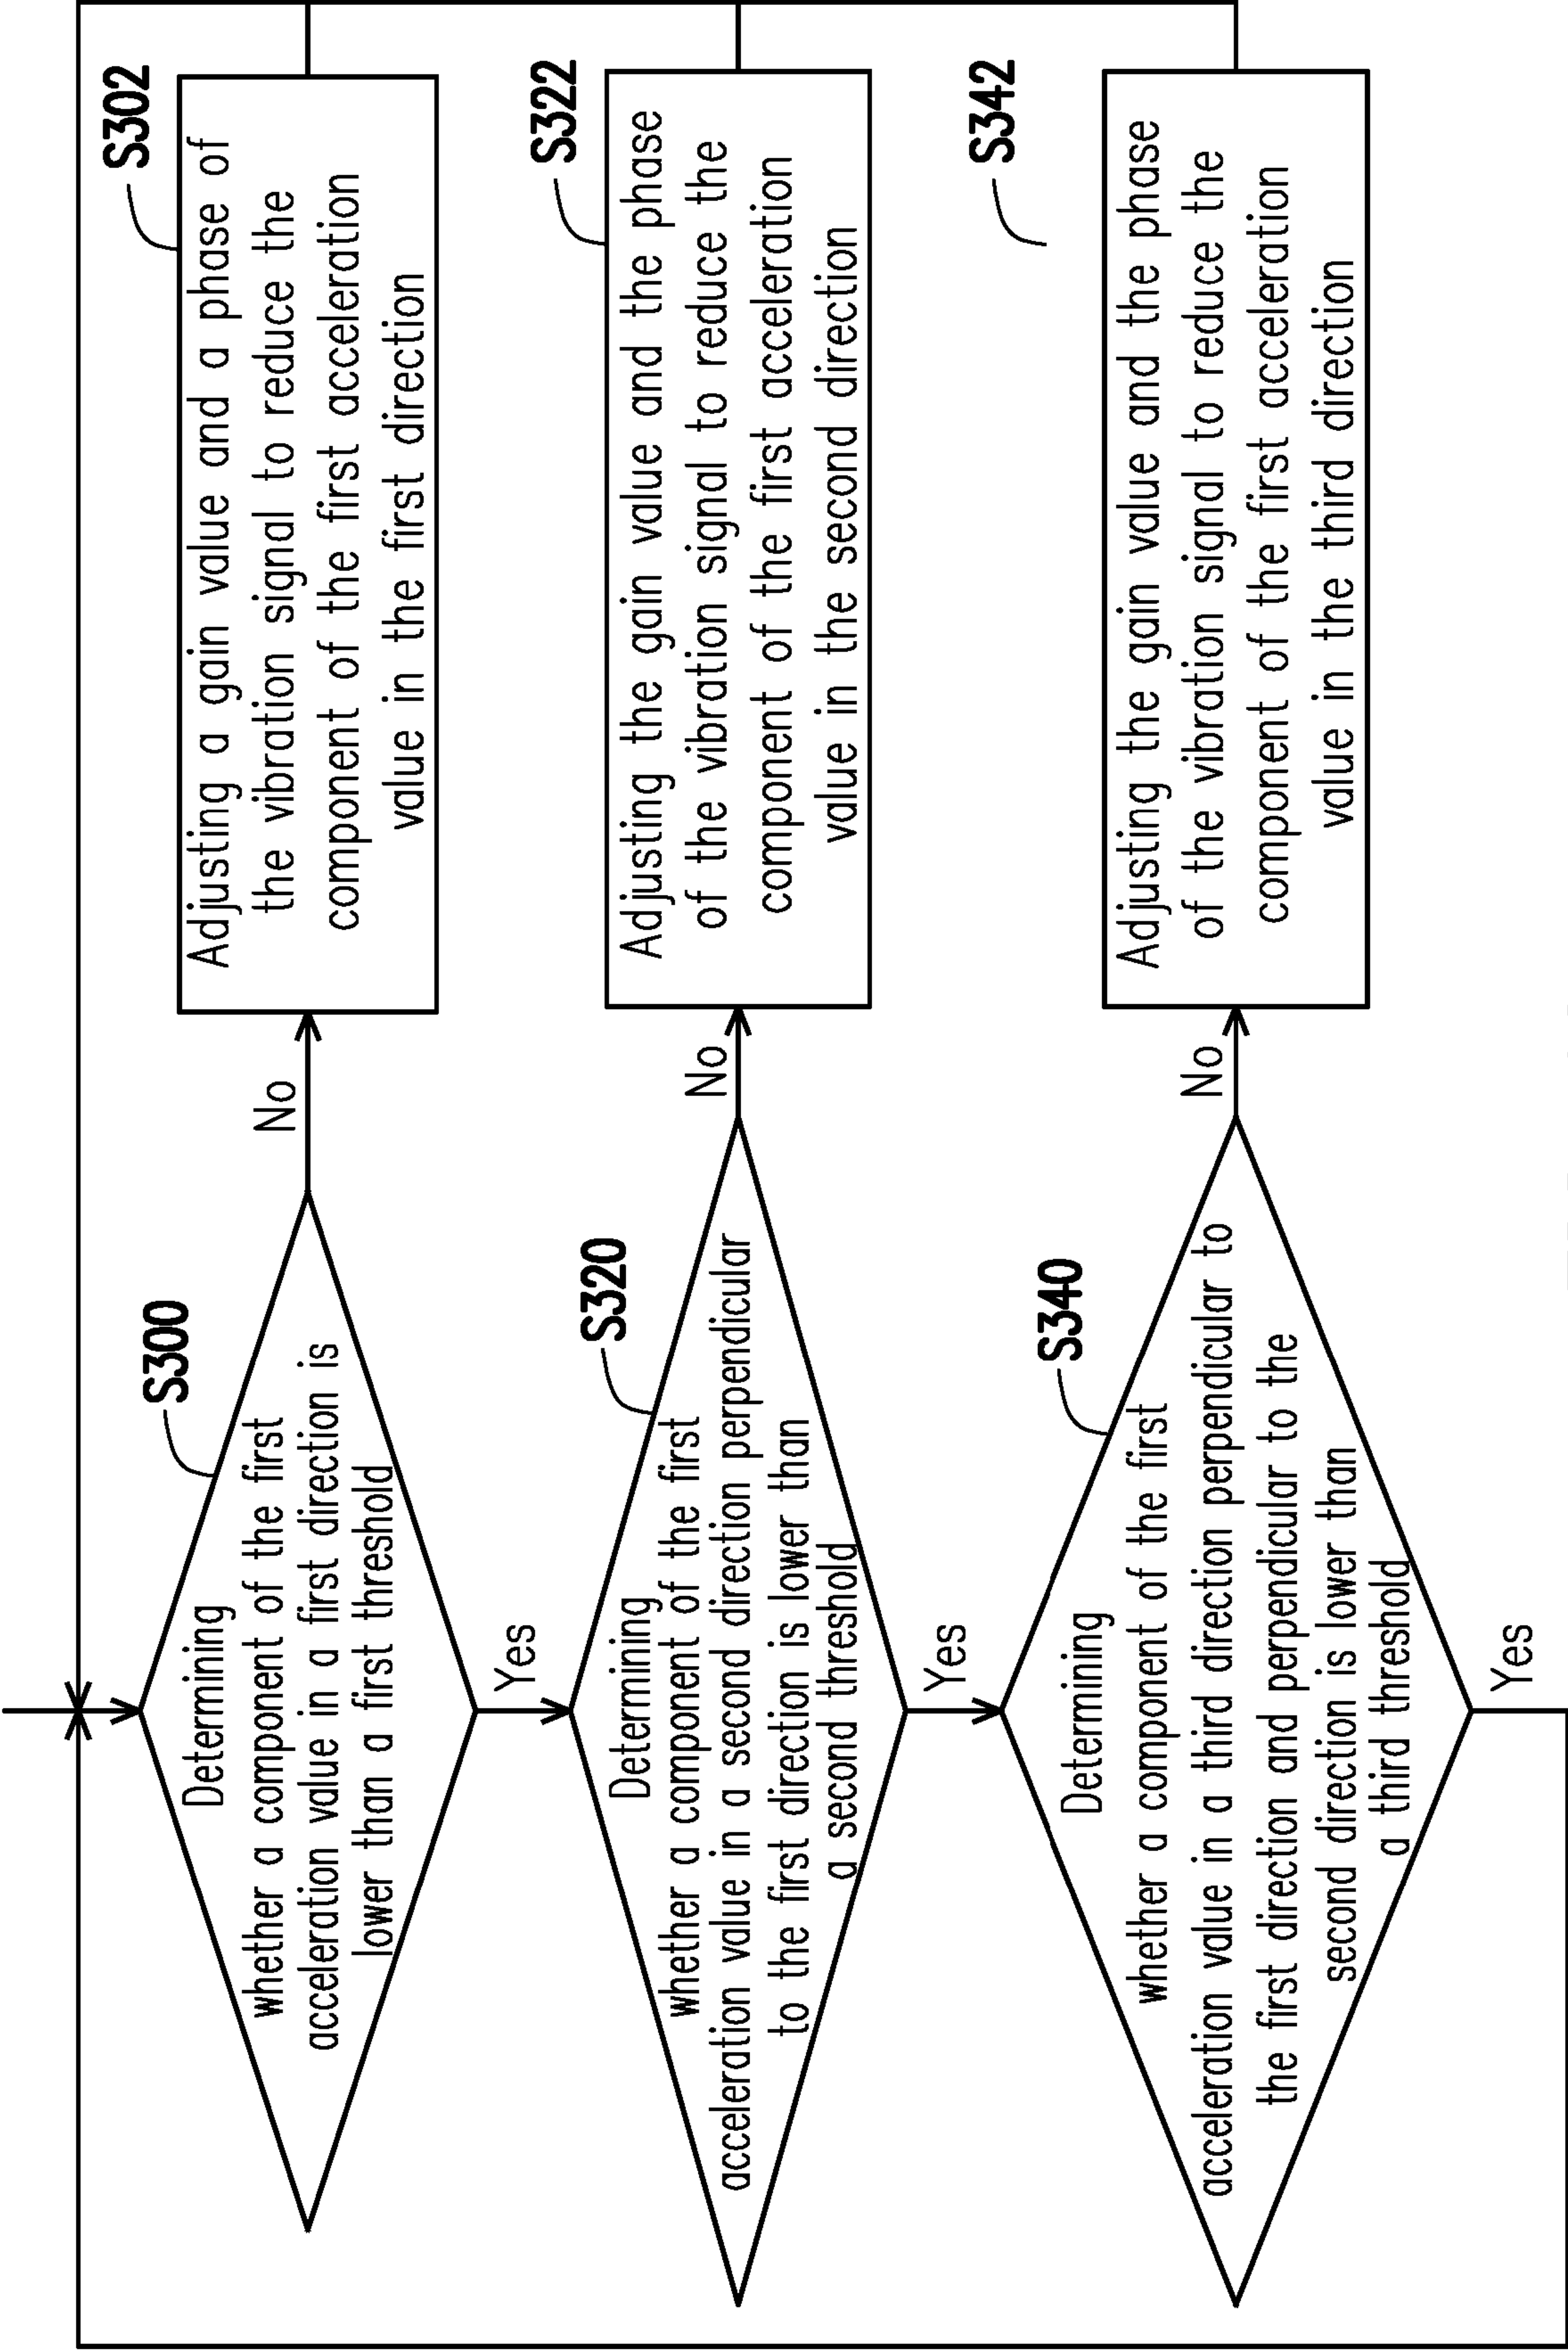 S300
Determining
whether a component of the first
acceleration value in a first direction is
lower than a first threshold
No
S302
Adjusting a gain value and a phase of
the vibration signal to reduce the
component of the first acceleration
value in the first direction
Yes
S320
Determining
whether a component of the first
acceleration value in a second direction perpendicular
to the first direction is lower than
a second threshold
No
S322
Adjusting the gain value and the phase
of the vibration signal to reduce the
component of the first acceleration
value in the second direction
Yes
S340
Determining
whether a component of the first
acceleration value in a third direction perpendicular to
the first direction and perpendicular to the
second direction is lower than
a third threshold
No
S342
Adjusting the gain value and the phase
of the vibration signal to reduce the
component of the first acceleration
value in the third direction
Yes